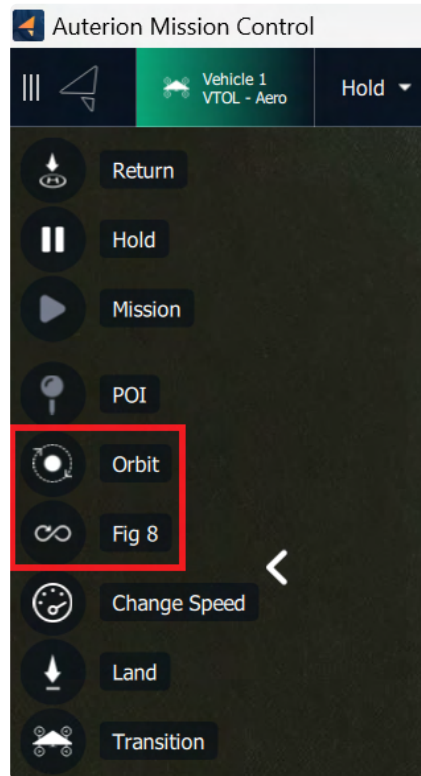 Auterion Mission Control
Vehicle 1
VTOL - Aero
Hold
Return
Hold
Mission
POI
Orbit
Fig 8
Change Speed
Land
Transition